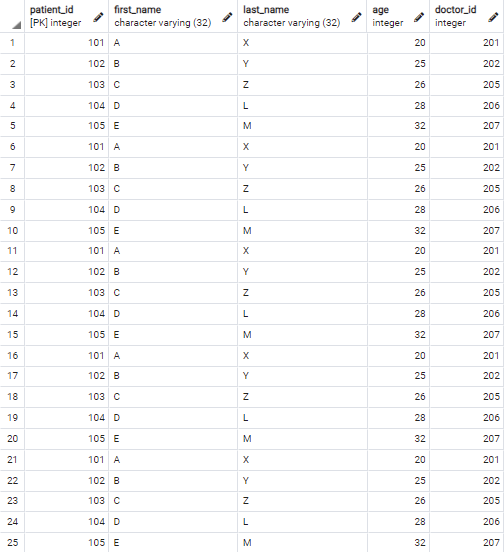 patient_id first_name last_name age doctor_id
[PK] integer character varying (32) character varying (32) integer integer
1 101 A X 20 201
2 102 B Y 25 202
3 103 C Z 26 205
4 104 D L 28 206
5 105 E M 32 207
6 101 A X 20 201
7 102 B Y 25 202
8 103 C Z 26 205
9 104 D L 28 206
10 105 E M 32 207
11 101 A X 20 201
12 102 B Y 25 202
13 103 C Z 26 205
14 104 D L 28 206
15 105 E M 32 207
16 101 A X 20 201
17 102 B Y 25 202
18 103 C Z 26 205
19 104 D L 28 206
20 105 E M 32 207
21 101 A X 20 201
22 102 B Y 25 202
23 103 C Z 26 205
24 104 D L 28 206
25 105 E M 32 207